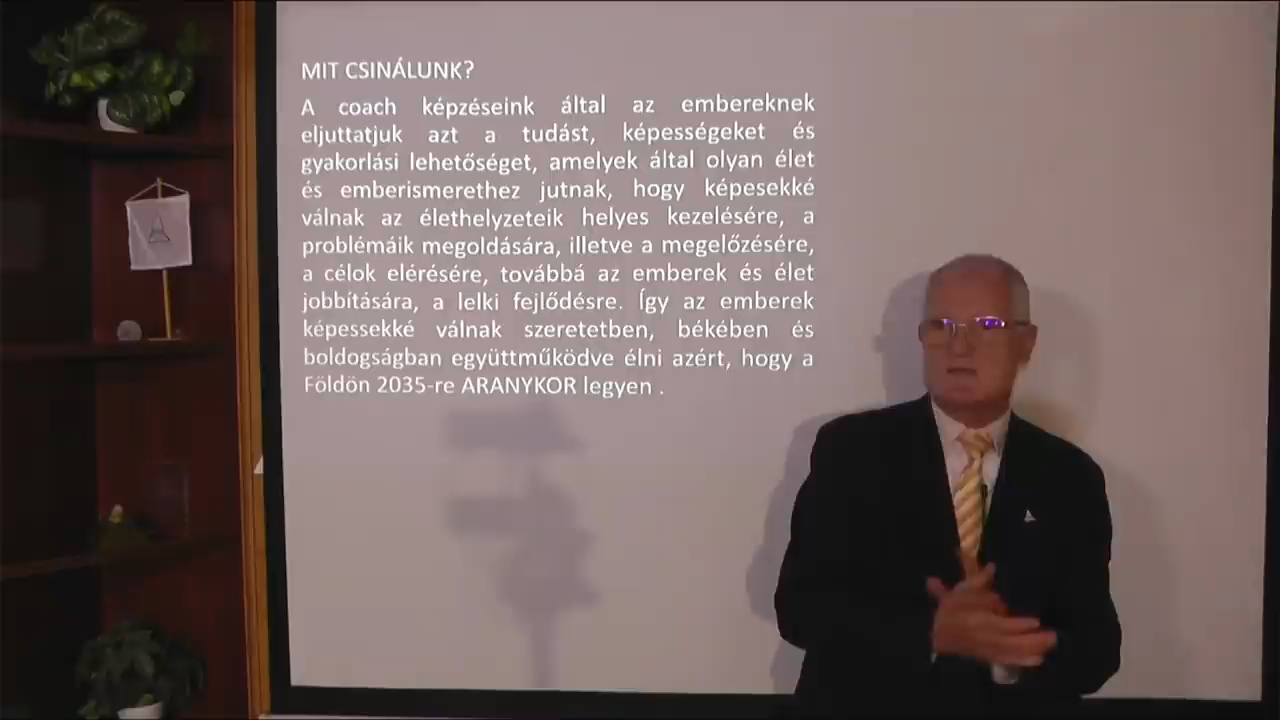 MIT CSINÁLUNK?
A coach képzéseink által az embereknek
eljuttatjuk azt a tudást, képességeket és
gyakorlási lehetőséget, amelyek által olyan élet
és emberismerethez jutnak, hogy képesekké
válnak az élethelyzeteik helyes kezelésére, a
problémáik megoldására, illetve a megelőzésére,
a célok elérésére, továbbá az emberek és élet
jobbítására, a lelki fejlődésre. Így az emberek
képessekké válnak szeretetben, békében és
boldogságban együttműködve élni azért, hogy a
Földön 2035-re ARANYKOR legyen .